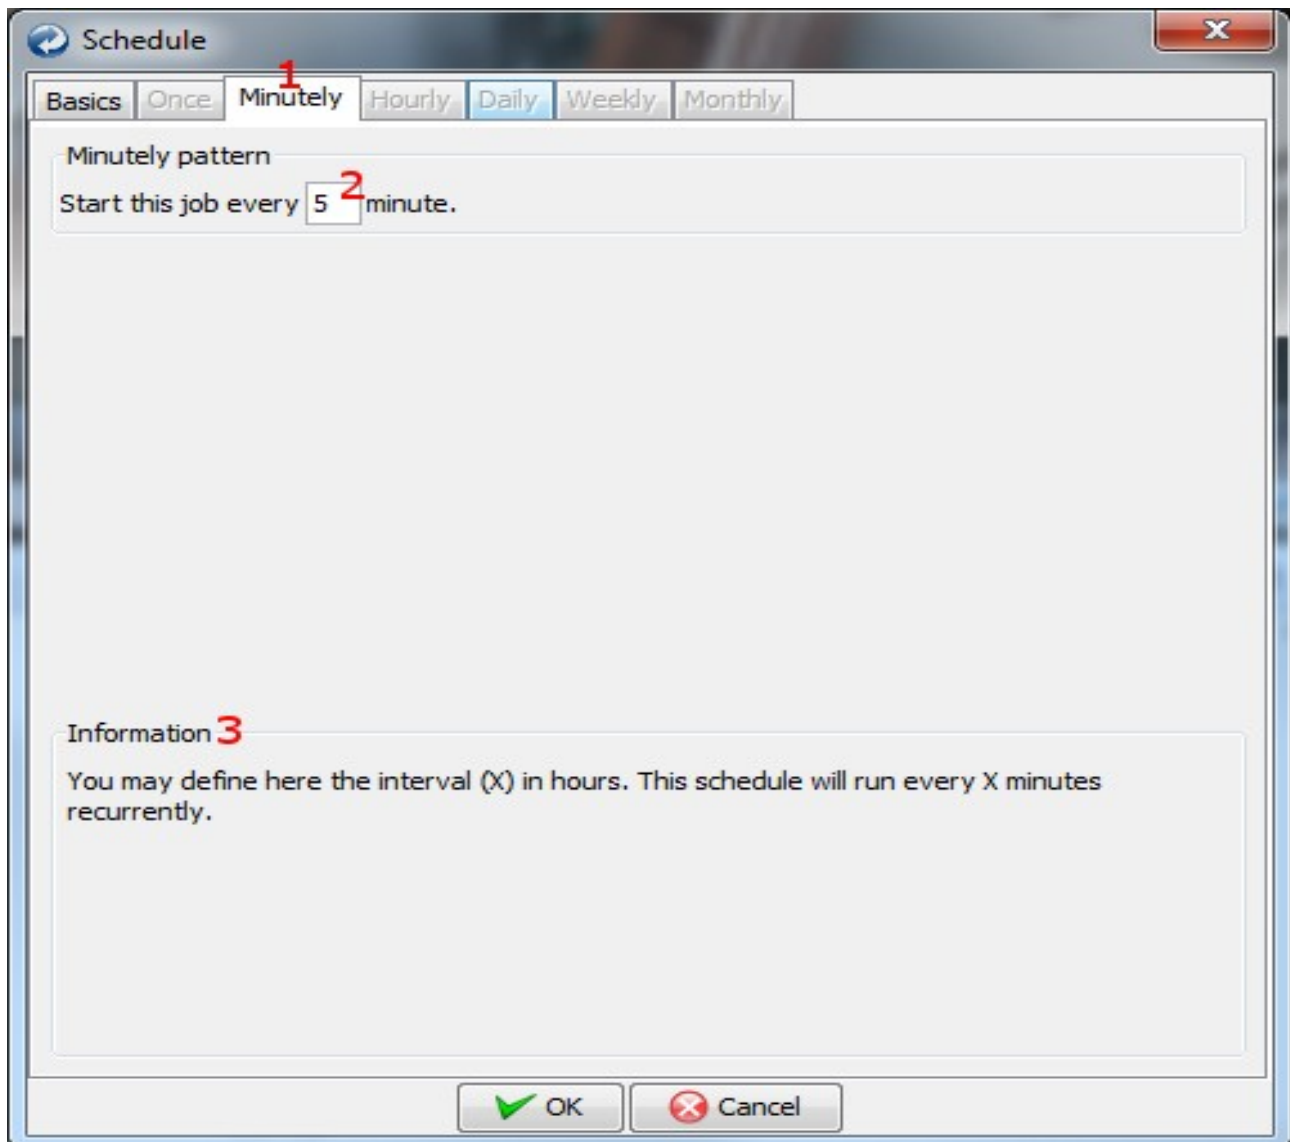 Schedule
1
Basics Once Minutely Hourly Daily Weekly Monthly
Minutely pattern
Start this job every 5 2 minute.
Information 3
You may define here the interval (X) in hours. This schedule will run every X minutes
recurrently.
OK Cancel